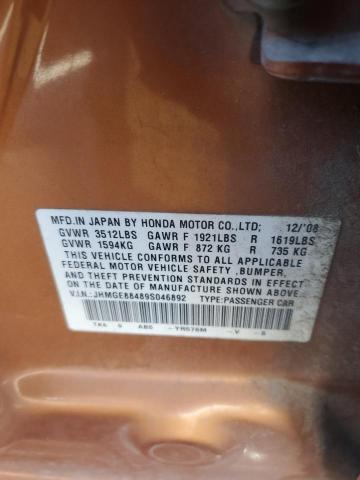 MFD.IN JAPAN BY HONDA MOTOR CO.,LTD; 12/'08
GVWR 3512LBS GAWR F 1921LBS R 1619LBS
GVWR 1594KG GAWR F 872 KG R 735 KG
THIS VEHICLE CONFORMS TO ALL APPLICABLE
FEDERAL MOTOR VEHICLE SAFETY ,BUMPER,
AND THEFT PREVENTION STANDARDS IN EFFECT
ON THE DATE OF MANUFACTURE SHOWN ABOVE.
V.I.N.: JHMGE88489S046892 TYPE:PASSENGER CAR
YR576M